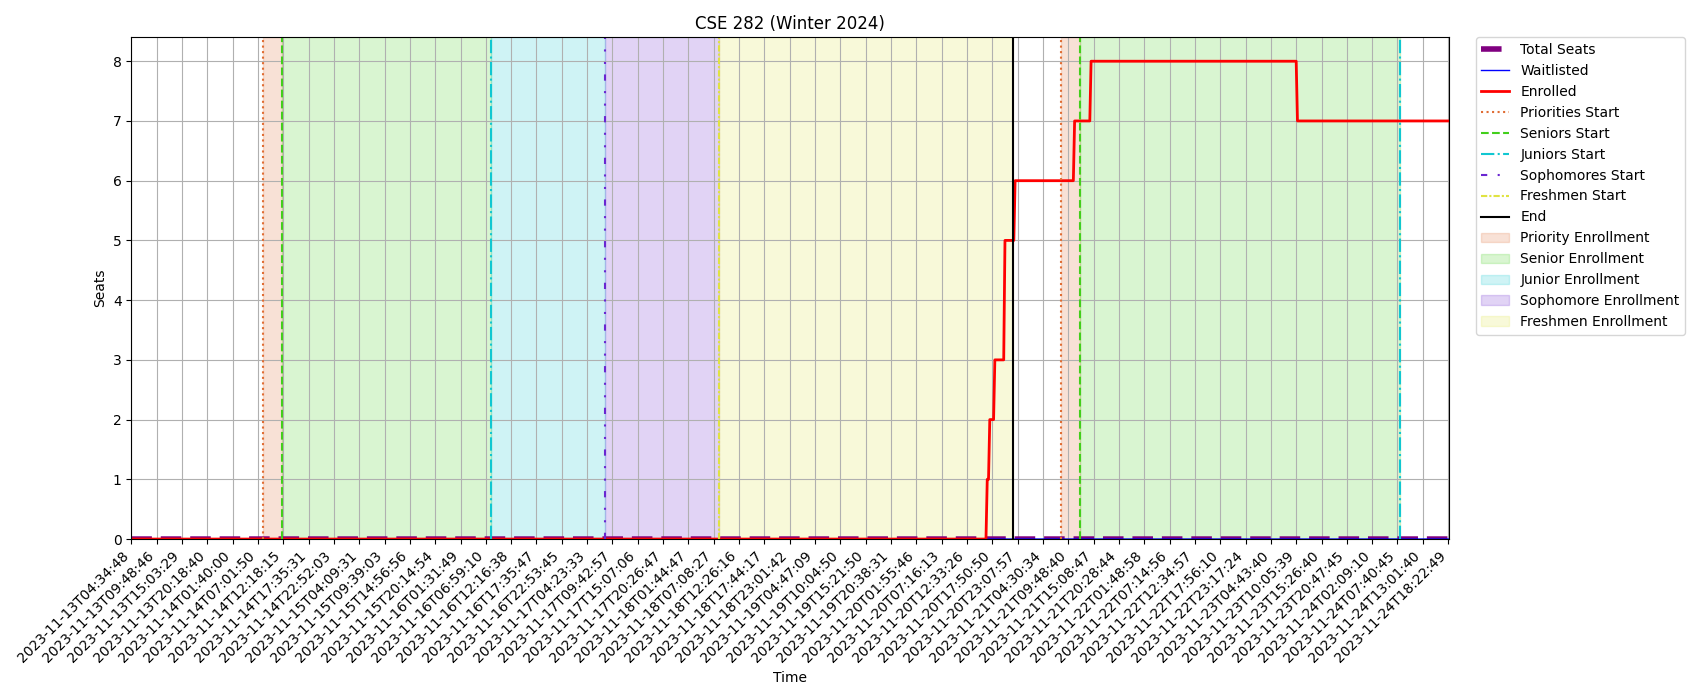 CSE 282 (Winter 2024)
Seats
8
7
6
5
4
3
2
1
0
2023-11-13T04:34:48
2023-11-13T09:48:46
2023-11-13T15:03:29
2023-11-13T20:18:40
2023-11-14T01:40:00
2023-11-14T07:01:50
2023-11-14T12:18:15
2023-11-14T17:35:31
2023-11-14T22:52:03
2023-11-15T04:09:31
2023-11-15T09:39:03
2023-11-15T14:56:56
2023-11-15T20:14:54
2023-11-16T01:31:49
2023-11-16T06:59:10
2023-11-16T12:16:38
2023-11-16T17:35:47
2023-11-16T22:53:45
2023-11-17T04:23:33
2023-11-17T09:42:57
2023-11-17T15:07:06
2023-11-17T20:26:47
2023-11-18T01:44:47
2023-11-18T07:08:27
2023-11-18T12:26:16
2023-11-18T17:44:17
2023-11-18T23:01:42
2023-11-19T04:47:09
2023-11-19T10:04:50
2023-11-19T15:21:50
2023-11-19T20:38:31
2023-11-20T01:55:46
2023-11-20T07:16:13
2023-11-20T12:33:26
2023-11-20T17:50:50
2023-11-20T23:07:57
2023-11-21T04:30:34
2023-11-21T09:48:40
2023-11-21T15:08:47
2023-11-21T20:28:44
2023-11-22T01:48:58
2023-11-22T07:14:56
2023-11-22T12:34:57
2023-11-22T17:56:10
2023-11-22T23:17:24
2023-11-23T04:43:40
2023-11-23T10:05:39
2023-11-23T15:26:40
2023-11-23T20:47:45
2023-11-24T02:09:10
2023-11-24T07:40:45
2023-11-24T13:01:40
2023-11-24T18:22:49
Time
Total Seats
Waitlisted
Enrolled
Priorities Start
Seniors Start
Juniors Start
Sophomores Start
Freshmen Start
End
Priority Enrollment
Senior Enrollment
Junior Enrollment
Sophomore Enrollment
Freshmen Enrollment